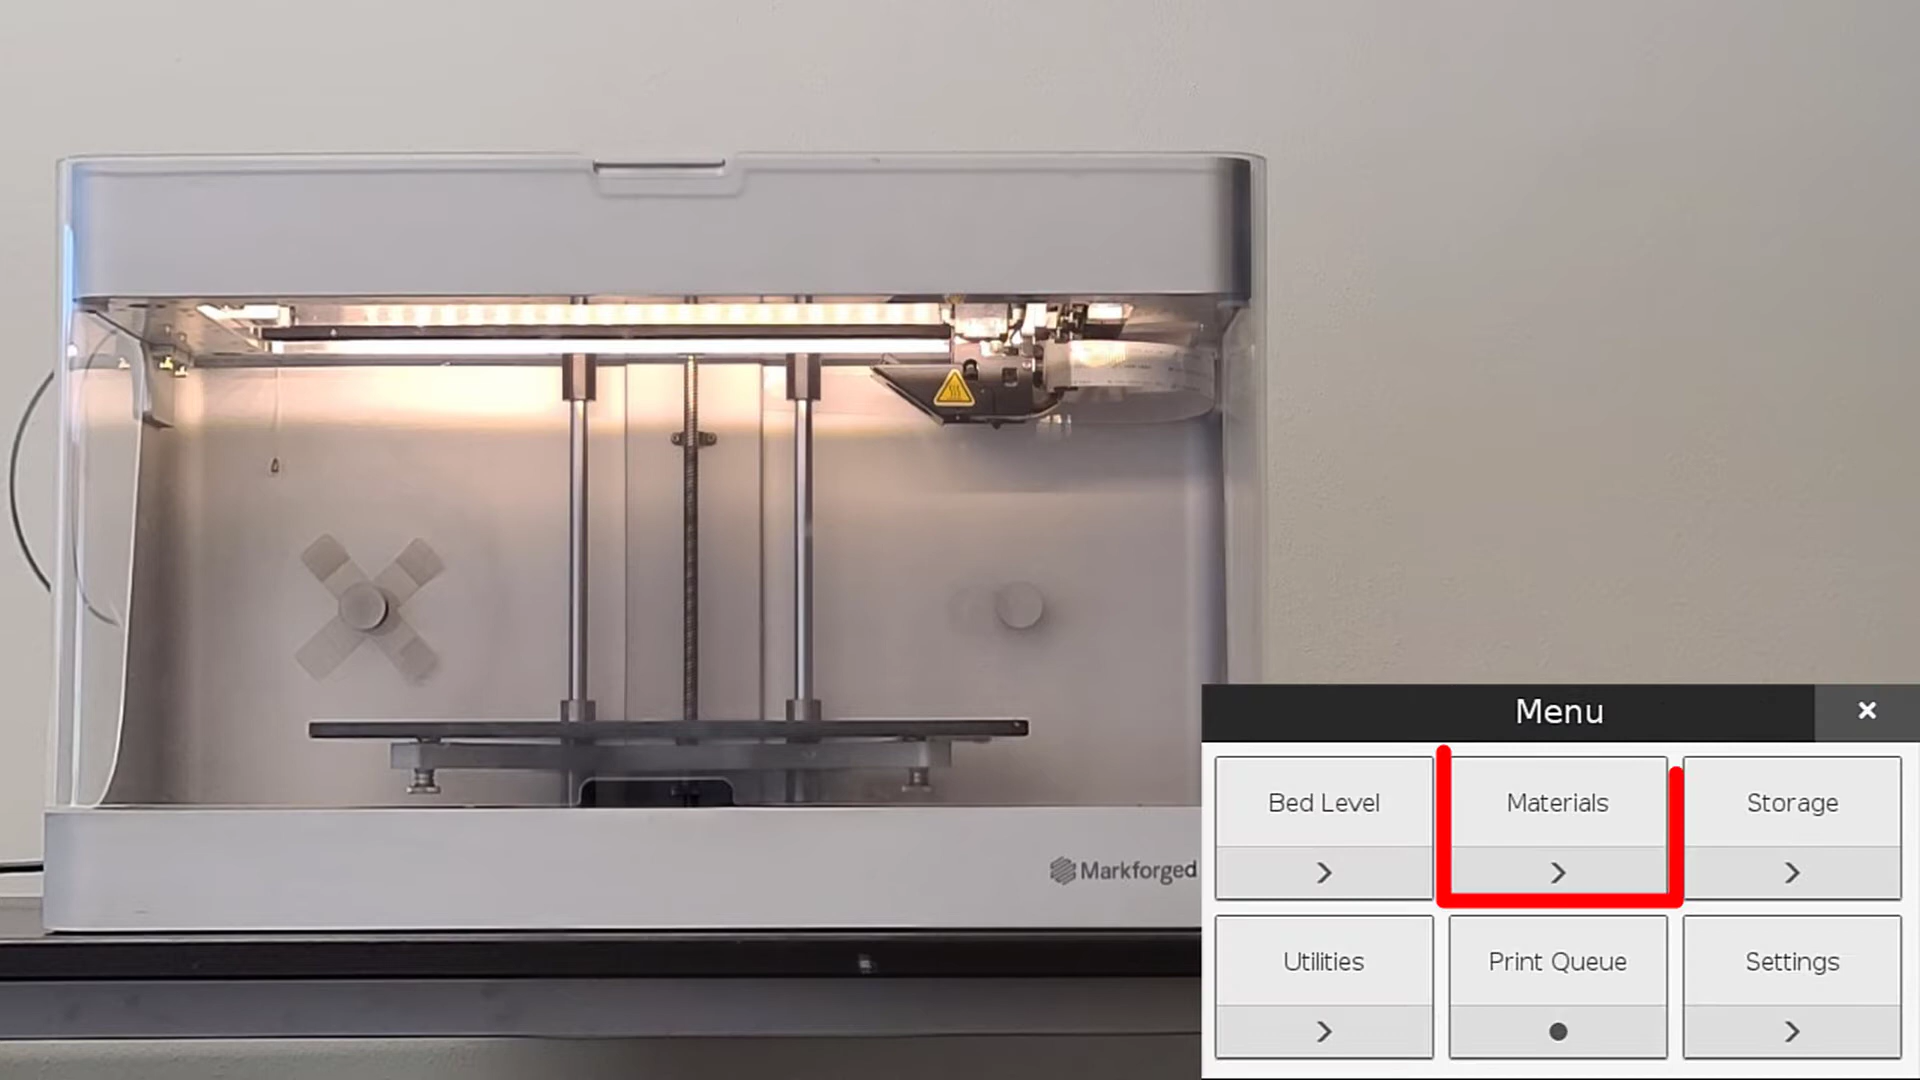 Markforged
Menu ×
Bed Level
Materials
Storage
Utilities
Print Queue
Settings